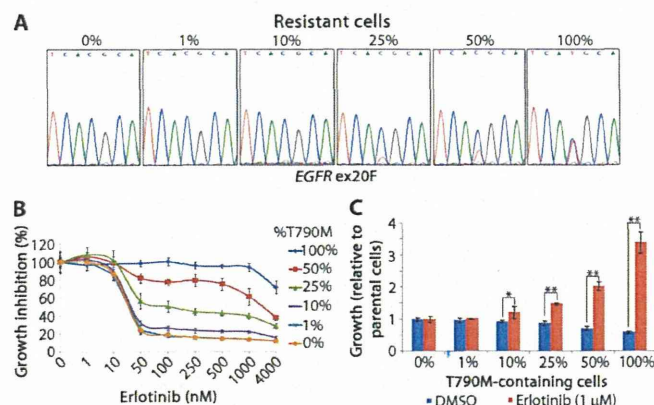 A
Resistant cells
0% 1% 10% 25% 50% 100%
T C A C G C A T C A C G C A T C A C G C A T C A C G C A T C A C G C A T C A T G C A
EGFR ex20F
B
Growth inhibition (%)
120
100
80
60
40
20
0
0 1 10 50 100 250 500 1000 4000
Erlotinib (nM)
%T790M
100%
50%
25%
10%
1%
0%
C
Growth (relative to
parental cells)
4
3
2
1
0
* ** ** **
0% 1% 10% 25% 50% 100%
T790M-containing cells
DMSO Erlotinib (1 μM)